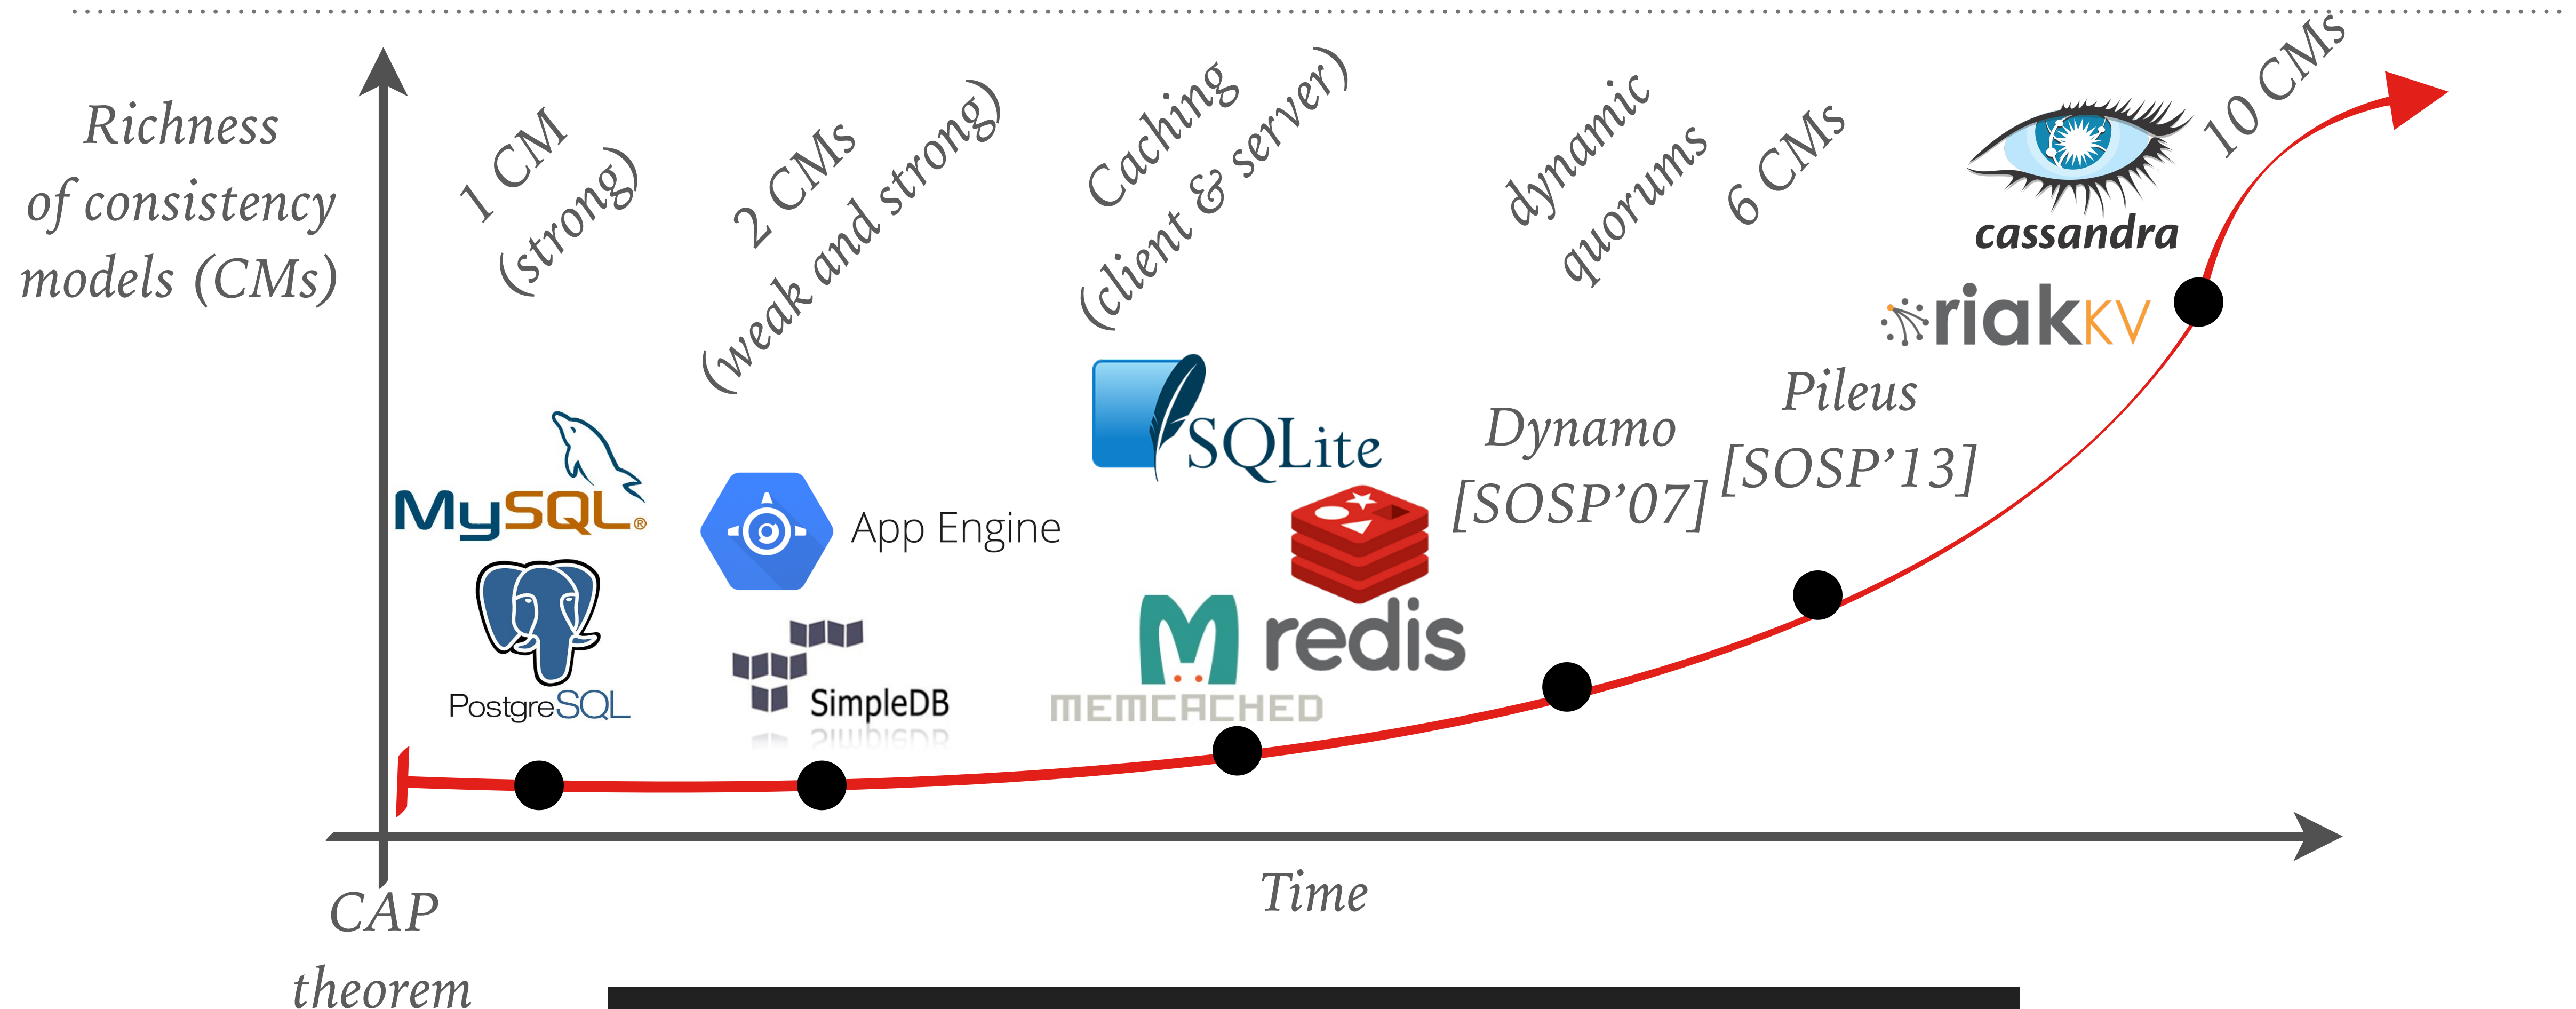 Richness
of consistency
models (CMs)
1 CM
(strong)
2 CMs
(weak and strong)
Caching
(client & server)
dynamic
quorums
6 CMs
10 CMs
MySQL®
PostgreSQL
App Engine
SimpleDB
SQLite
redis
MEMCACHED
Dynamo
[SOSP’07]
Pileus
[SOSP’13]
cassandra
riakKV
Time
CAP
theorem